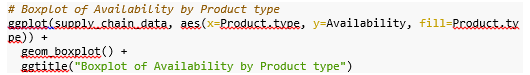 # Boxplot of Availability by Product type
ggplot(supply_chain_data, aes(x=Product.type, y=Availability, fill=Product.ty
pe)) +
  geom_boxplot() +
  ggtitle("Boxplot of Availability by Product type")